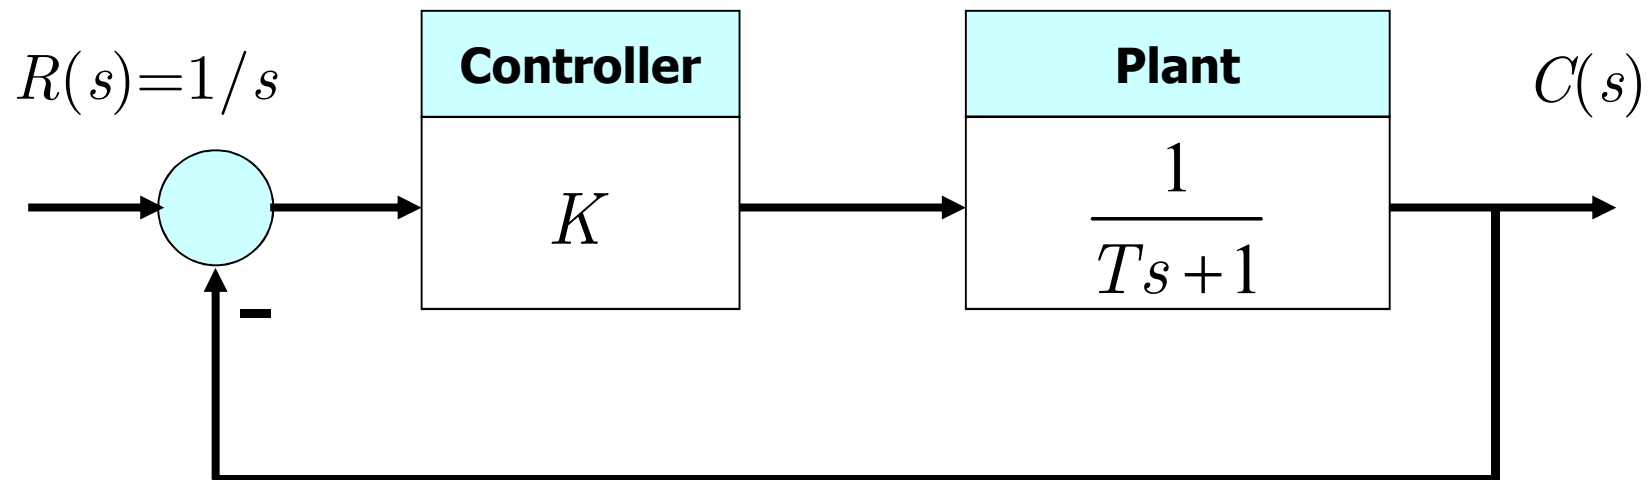 R(s)=1/s
Controller
Plant
C(s)
K
1
Ts+1
-